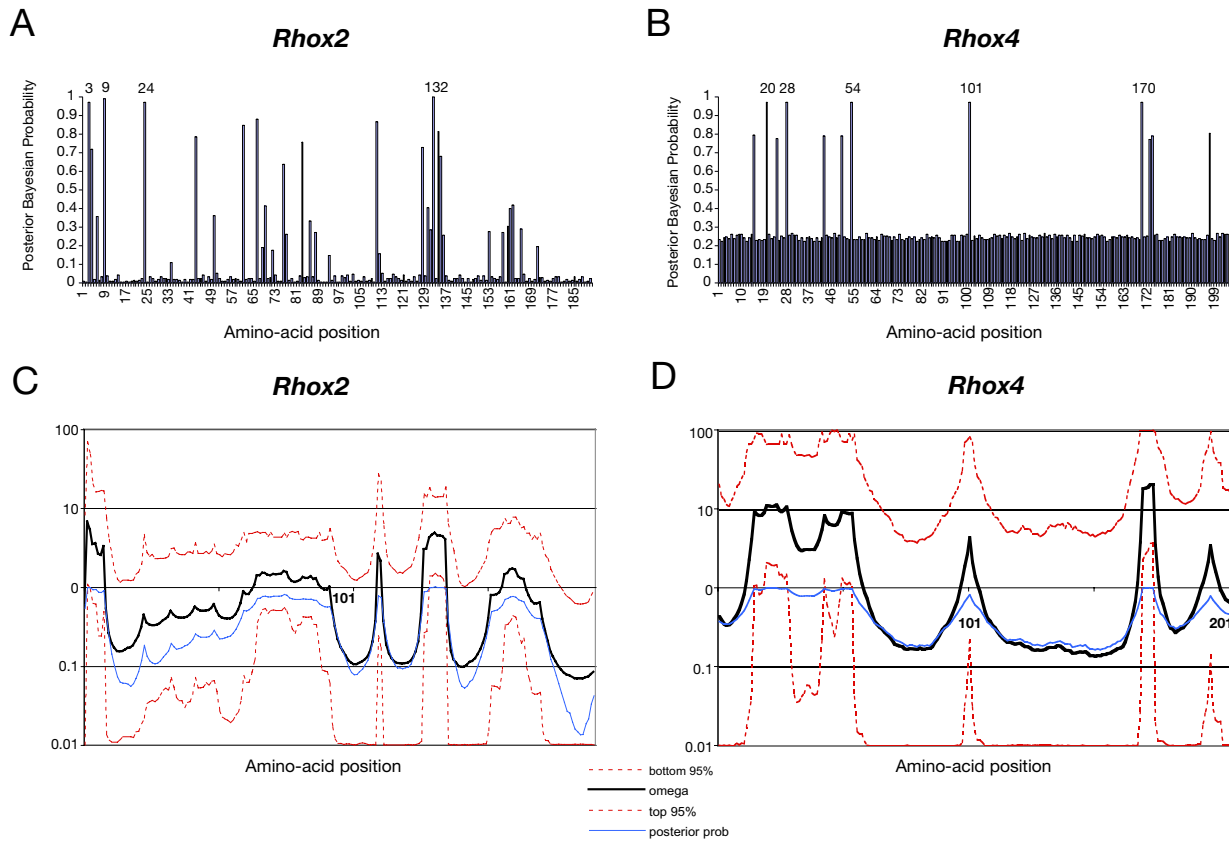 A
Rhox2
3 9 24 132
Posterior Bayesian Probability
1
0.9
0.8
0.7
0.6
0.5
0.4
0.3
0.2
0.1
0
1 9 17 25 33 41 49 57 65 73 81 89 97 105 113 121 129 137 145 153 161 169 177 185
Amino-acid position
B
Rhox4
20 28 54 101 170
Posterior Bayesian Probability
1
0.9
0.8
0.7
0.6
0.5
0.4
0.3
0.2
0.1
0
1 10 19 28 37 46 55 64 73 82 91 100 109 118 127 136 145 154 163 172 181 190 199
Amino-acid position
C
Rhox2
100
10
0
0.1
0.01
101
Amino-acid position
D
Rhox4
100
10
0
0.1
0.01
101
201
Amino-acid position
bottom 95%
omega
top 95%
posterior prob